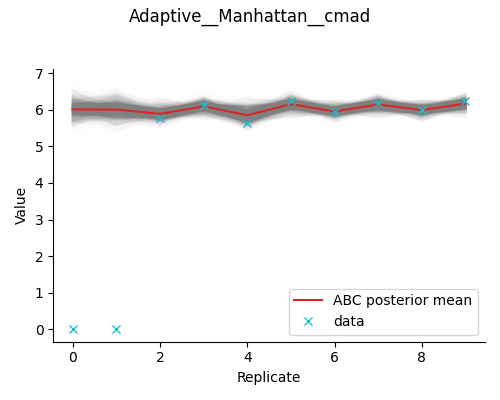 Adaptive__Manhattan__cmad
7
6
5
4
3
2
1
0
Value
ABC posterior mean
data
0 2 4 6 8
Replicate